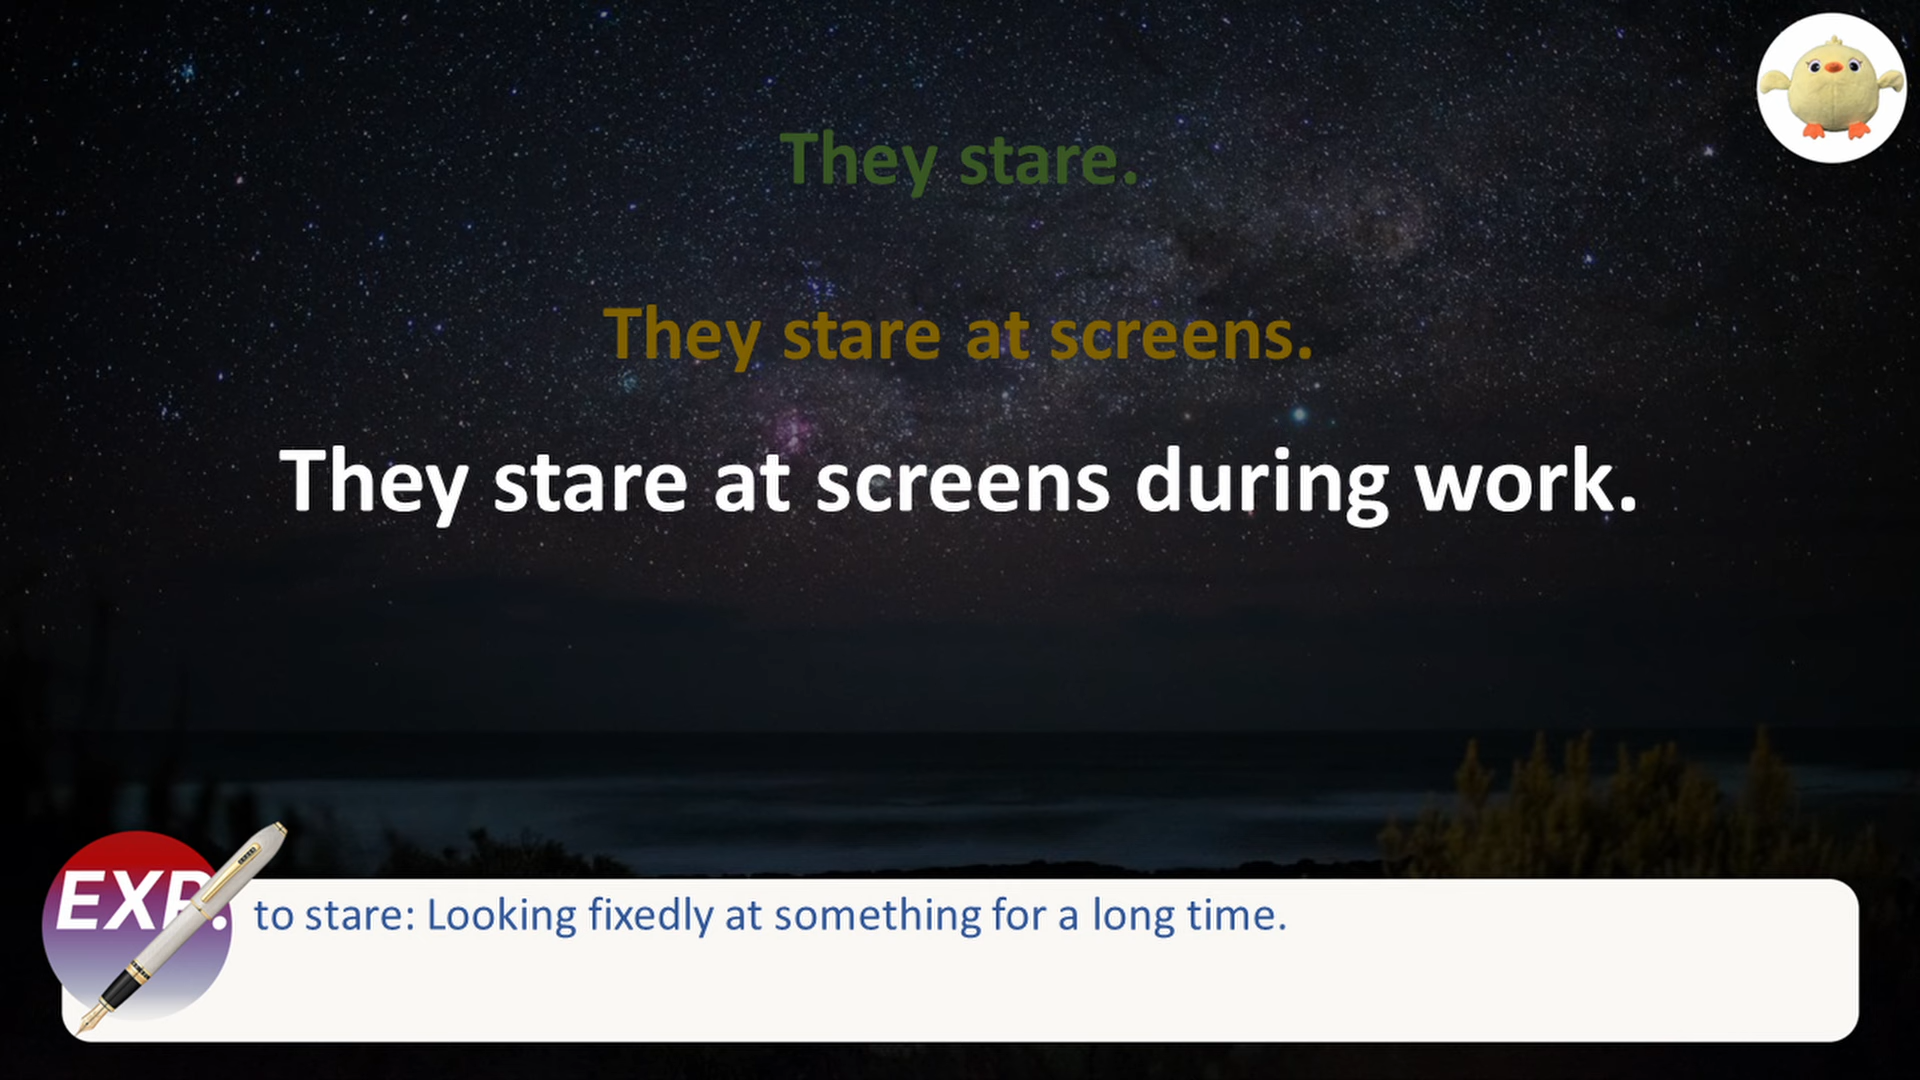 They stare.
They stare at screens.
They stare at screens during work.
EXP. to stare: Looking fixedly at something for a long time.